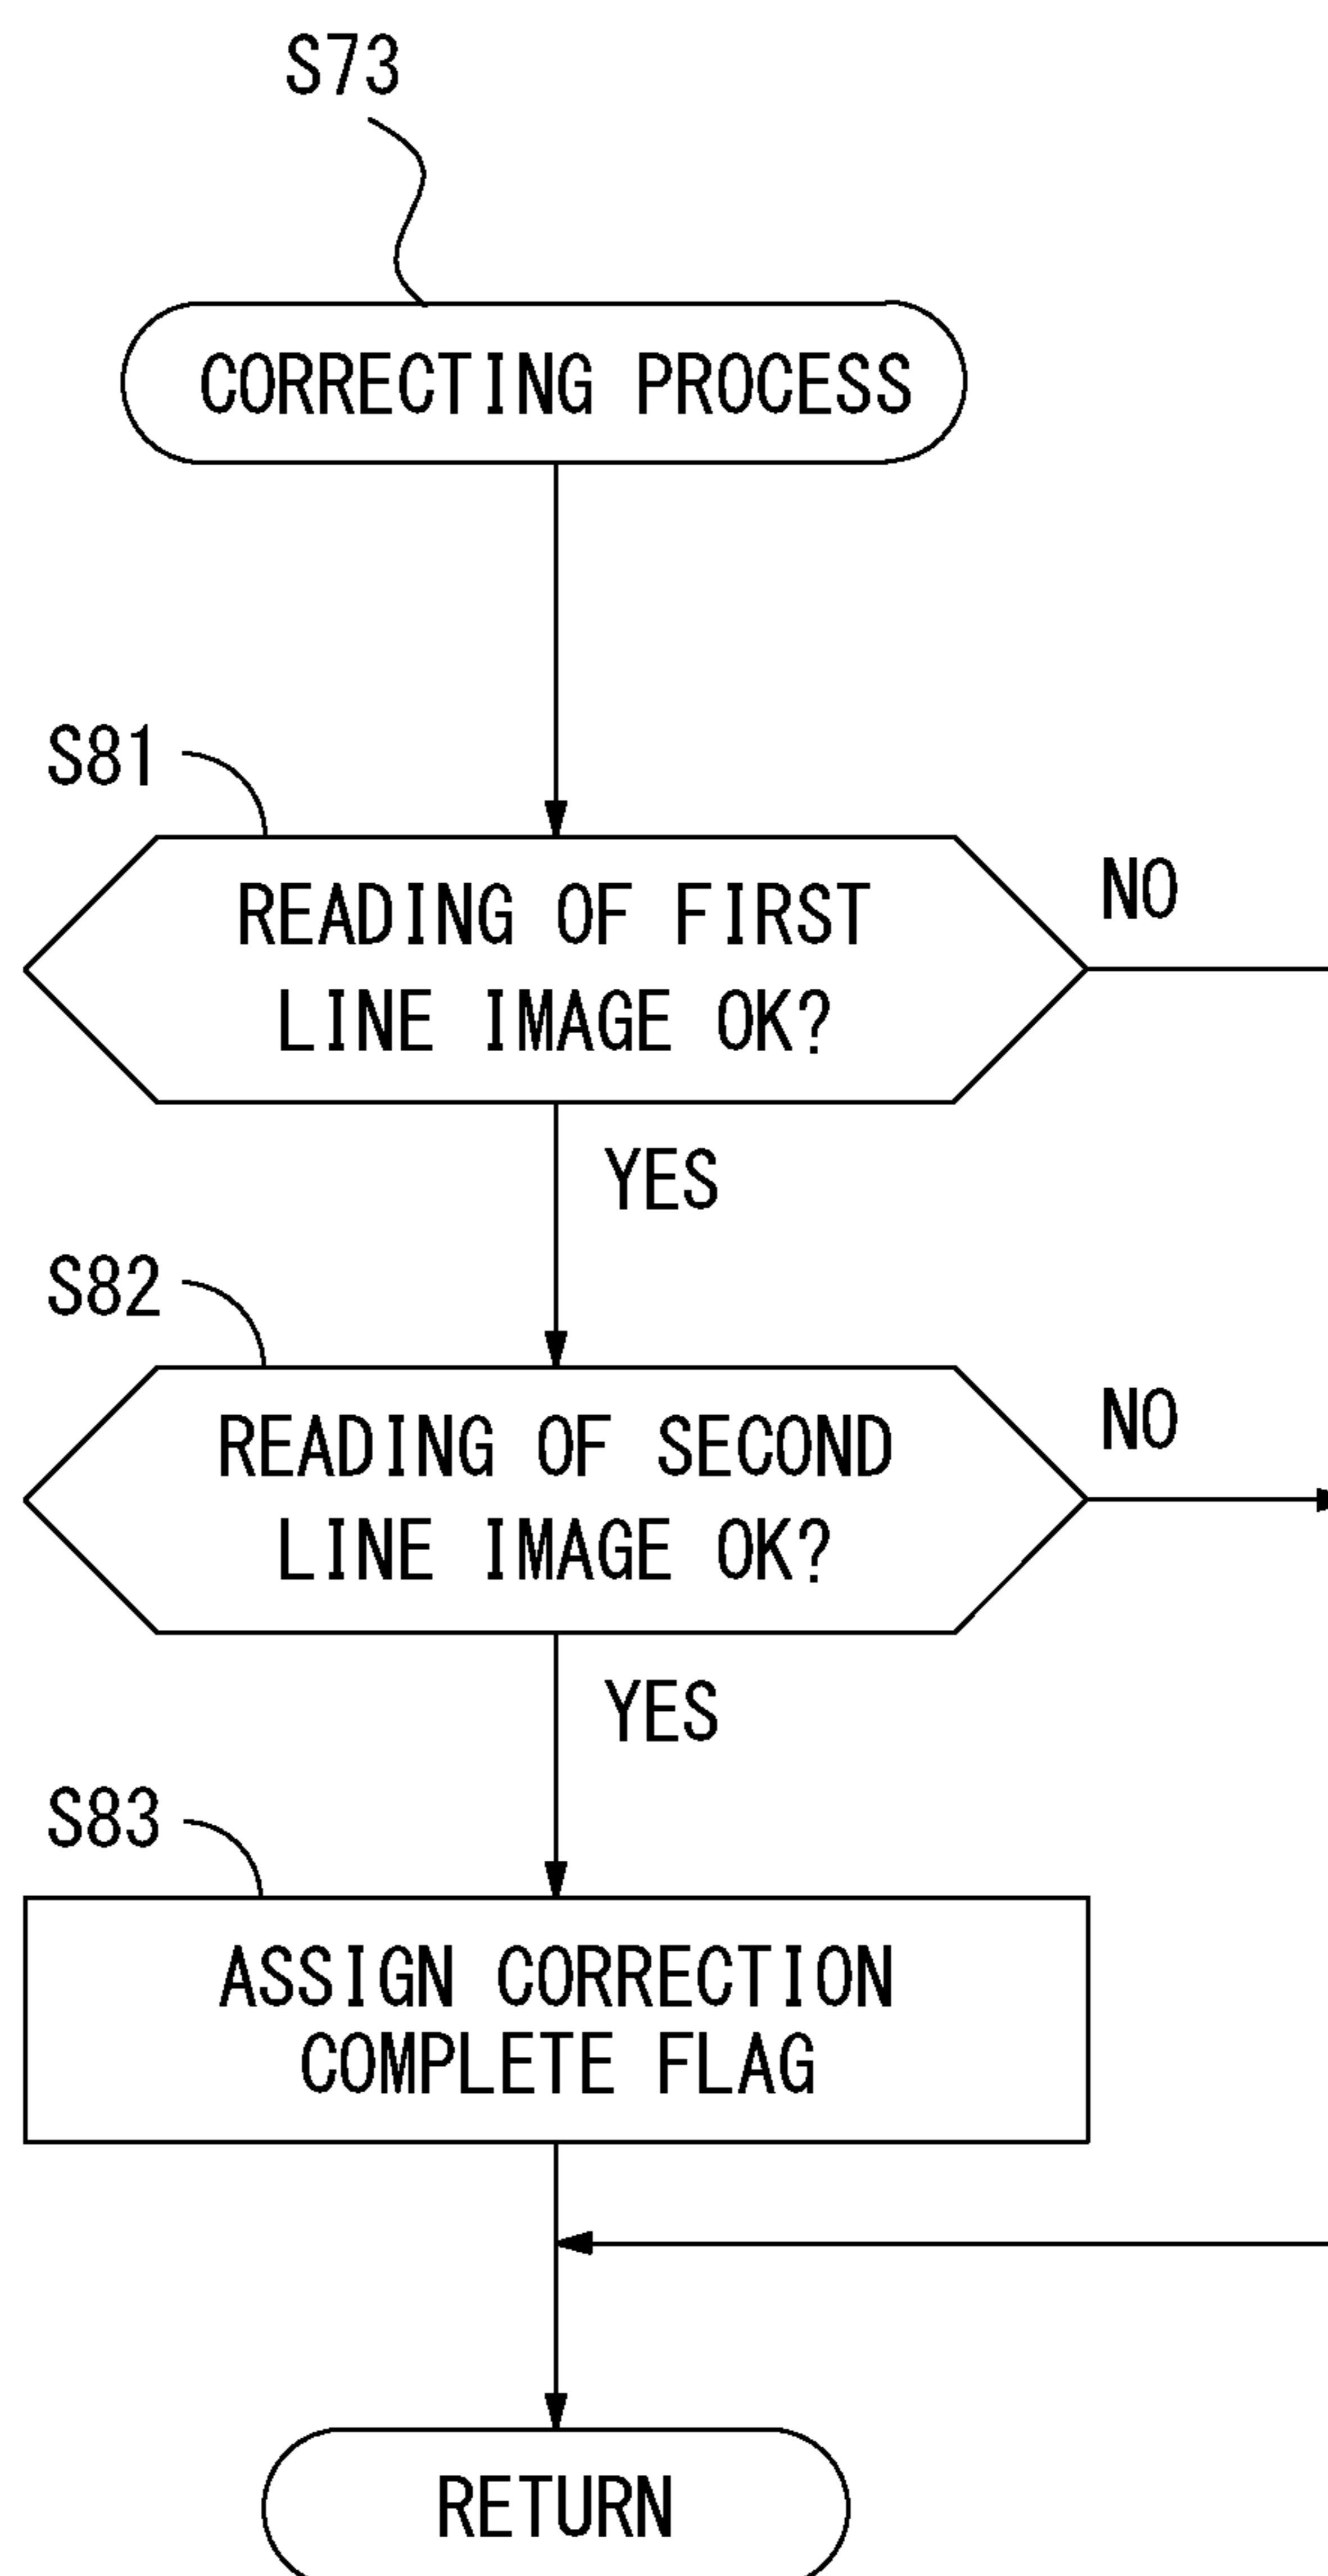 S73
CORRECTING PROCESS
S81
READING OF FIRST
LINE IMAGE OK?
NO
YES
S82
READING OF SECOND
LINE IMAGE OK?
NO
YES
S83
ASSIGN CORRECTION
COMPLETE FLAG
RETURN